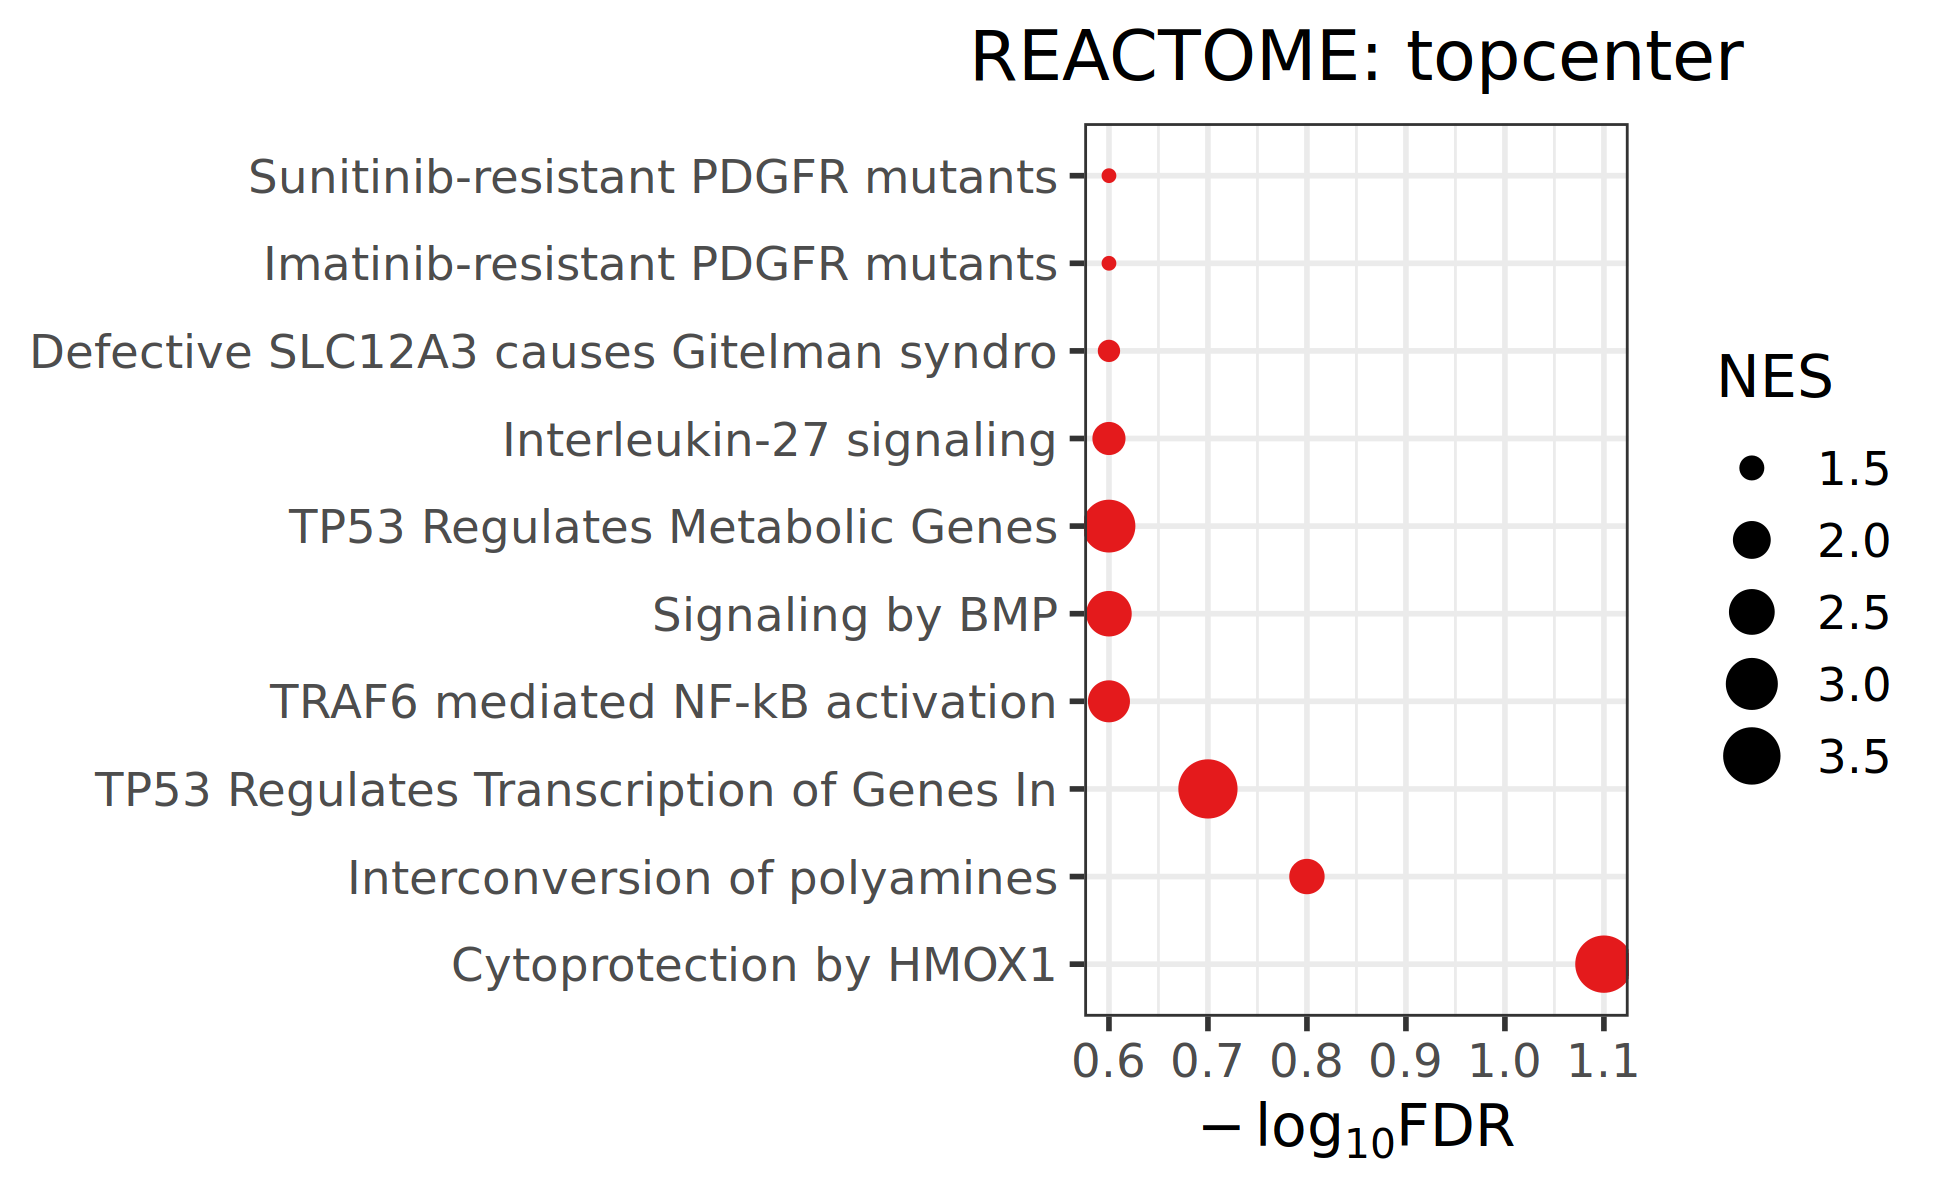 REACTOME: topcenter
Sunitinib-resistant PDGFR mutants
Imatinib-resistant PDGFR mutants
Defective SLC12A3 causes Gitelman syndro
Interleukin-27 signaling
TP53 Regulates Metabolic Genes
Signaling by BMP
TRAF6 mediated NF-kB activation
TP53 Regulates Transcription of Genes In
Interconversion of polyamines
Cytoprotection by HMOX1
0.6 0.7 0.8 0.9 1.0 1.1
− log₁₀FDR
NES
1.5
2.0
2.5
3.0
3.5